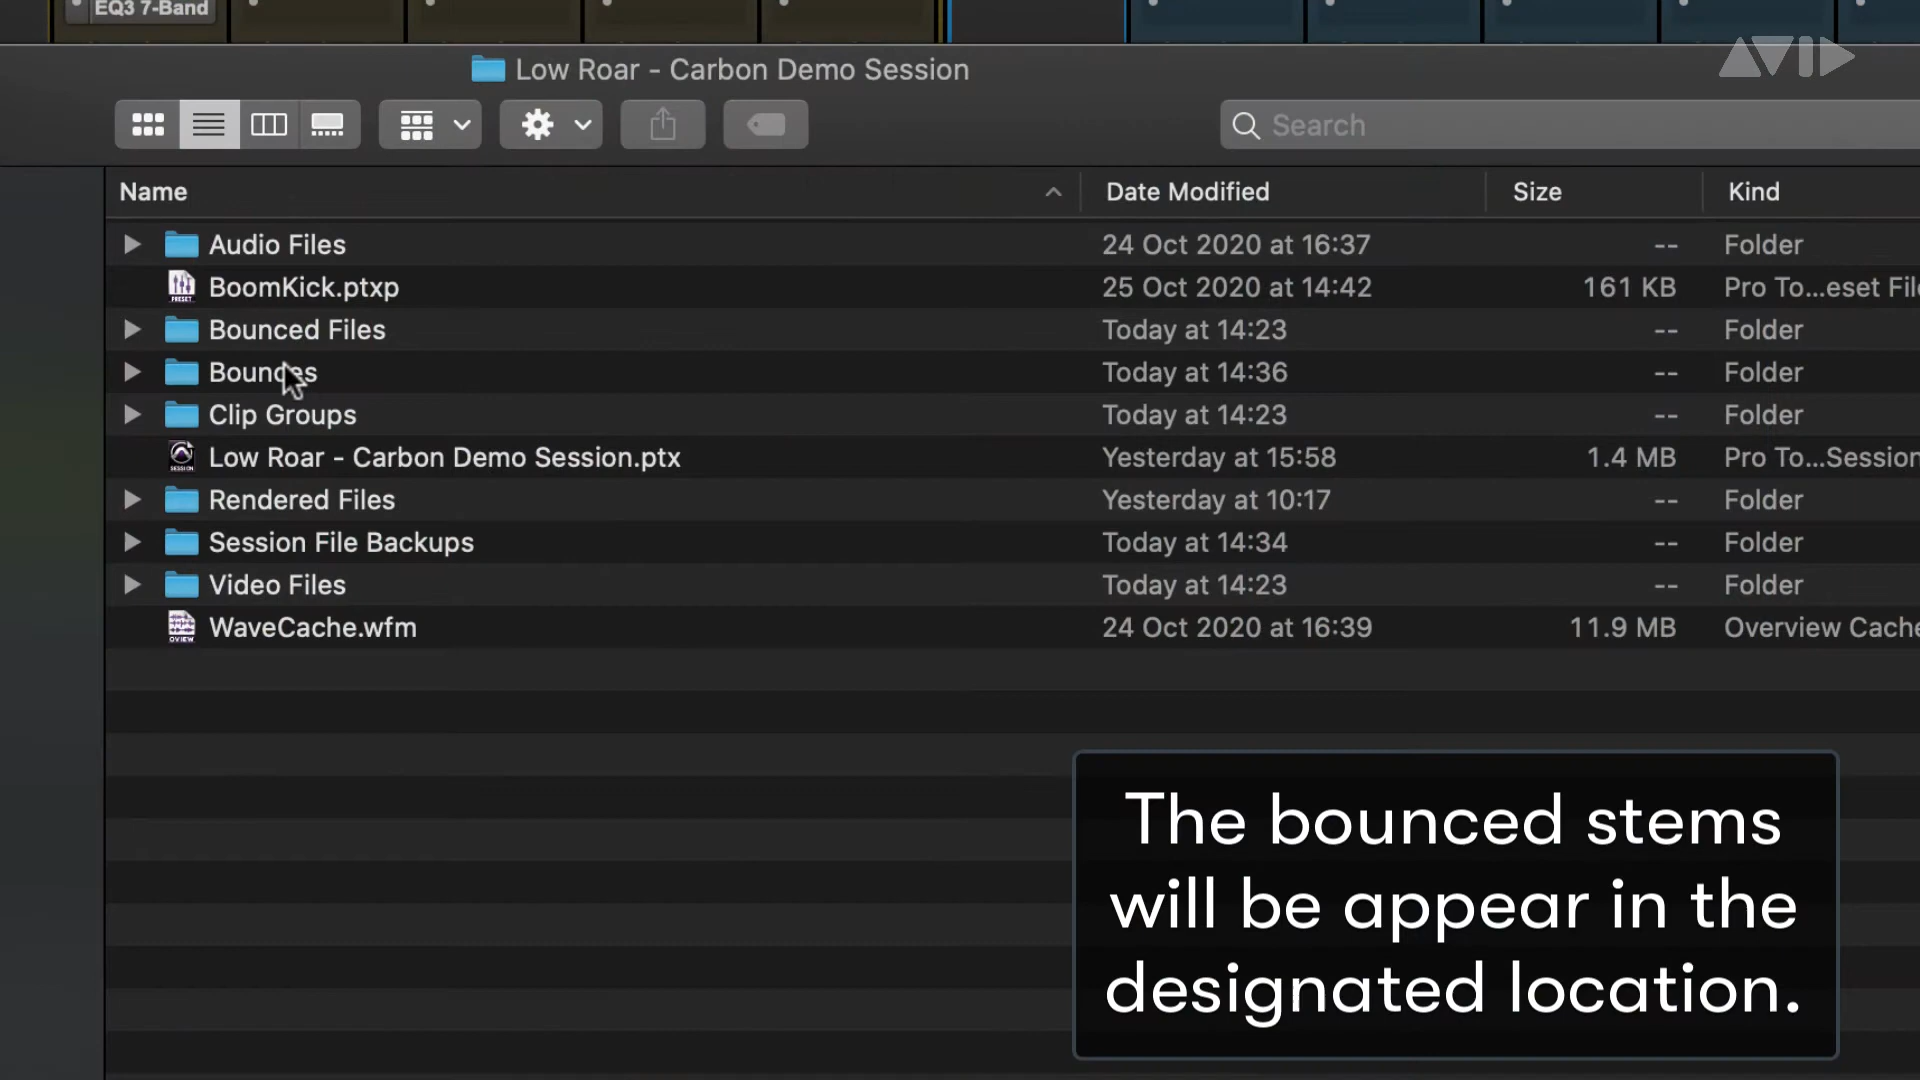 EQ3 7-Band
AVID
Low Roar - Carbon Demo Session
Search
Name Date Modified Size Kind
Audio Files 24 Oct 2020 at 16:37 -- Folder
BoomKick.ptxp 25 Oct 2020 at 14:42 161 KB Pro To...eset File
Bounced Files Today at 14:23 -- Folder
Bounces Today at 14:36 -- Folder
Clip Groups Today at 14:23 -- Folder
Low Roar - Carbon Demo Session.ptx Yesterday at 15:58 1.4 MB Pro To...Session
Rendered Files Yesterday at 10:17 -- Folder
Session File Backups Today at 14:34 -- Folder
Video Files Today at 14:23 -- Folder
WaveCache.wfm 24 Oct 2020 at 16:39 11.9 MB Overview Cache
The bounced stems
will be appear in the
designated location.